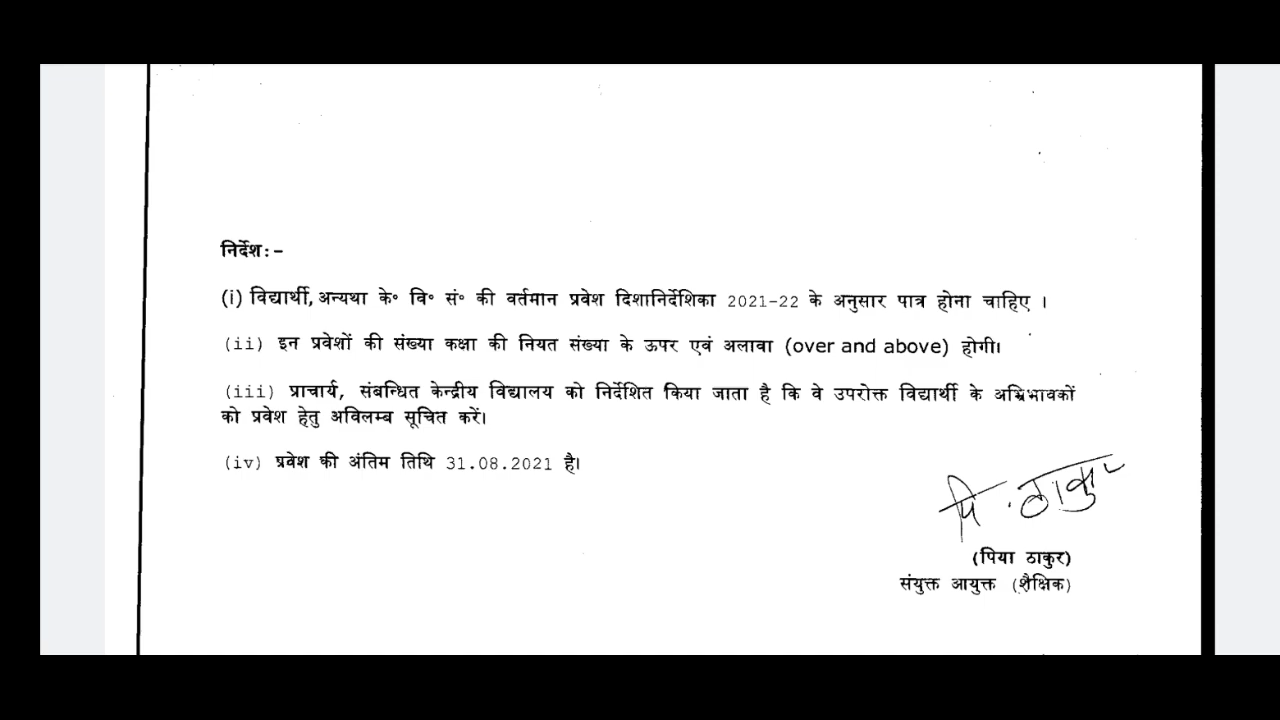 निर्देशः-
(i) विद्यार्थी, अन्यथा के॰ वि॰ सं॰ की वर्तमान प्रवेश दिशानिर्देशिका 2021-22 के अनुसार पात्र होना चाहिए ।
(ii) इन प्रवेशों की संख्या कक्षा की नियत संख्या के ऊपर एवं अलावा (over and above) होगी।
(iii) प्राचार्य, संबन्धित केन्द्रीय विद्यालय को निर्देशित किया जाता है कि वे उपरोक्त विद्यार्थी के अभिभावकों
को प्रवेश हेतु अविलम्ब सूचित करें।
(iv) प्रवेश की अंतिम तिथि 31.08.2021 है।
पि. ठाकुर
(पिया ठाकुर)
संयुक्त आयुक्त (शैक्षिक)